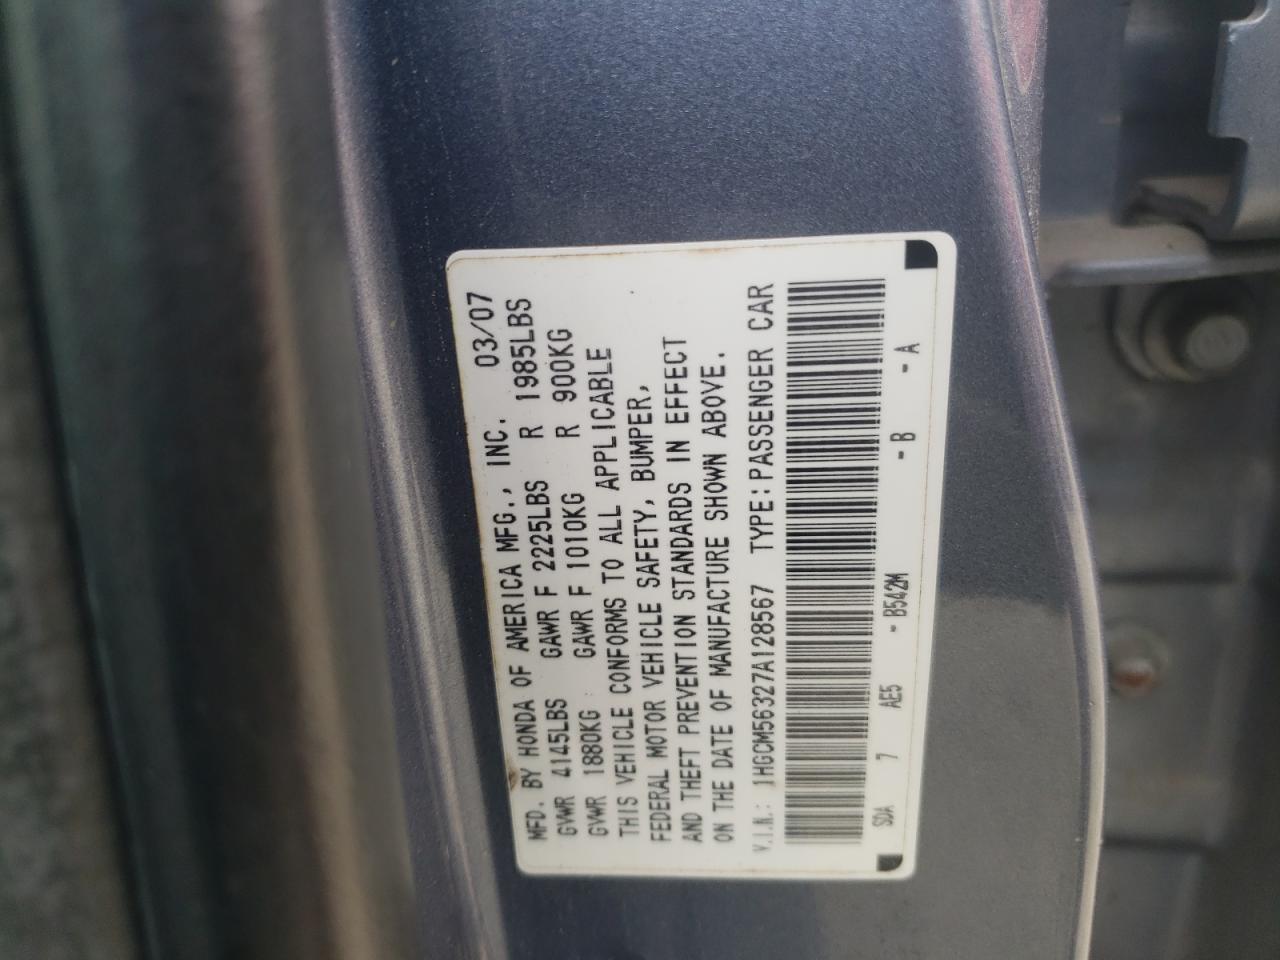 MFD. BY HONDA OF AMERICA MFG., INC. 03/07
GVWR 4145LBS GAWR F 2225LBS R 1985LBS
GVWR 1880KG GAWR F 1010KG R 900KG
THIS VEHICLE CONFORMS TO ALL APPLICABLE
FEDERAL MOTOR VEHICLE SAFETY, BUMPER,
AND THEFT PREVENTION STANDARDS IN EFFECT
ON THE DATE OF MANUFACTURE SHOWN ABOVE.
V.I.N.: 1HGCM56327A128567 TYPE:PASSENGER CAR
SDA 7 AE5 - B542M - B - A